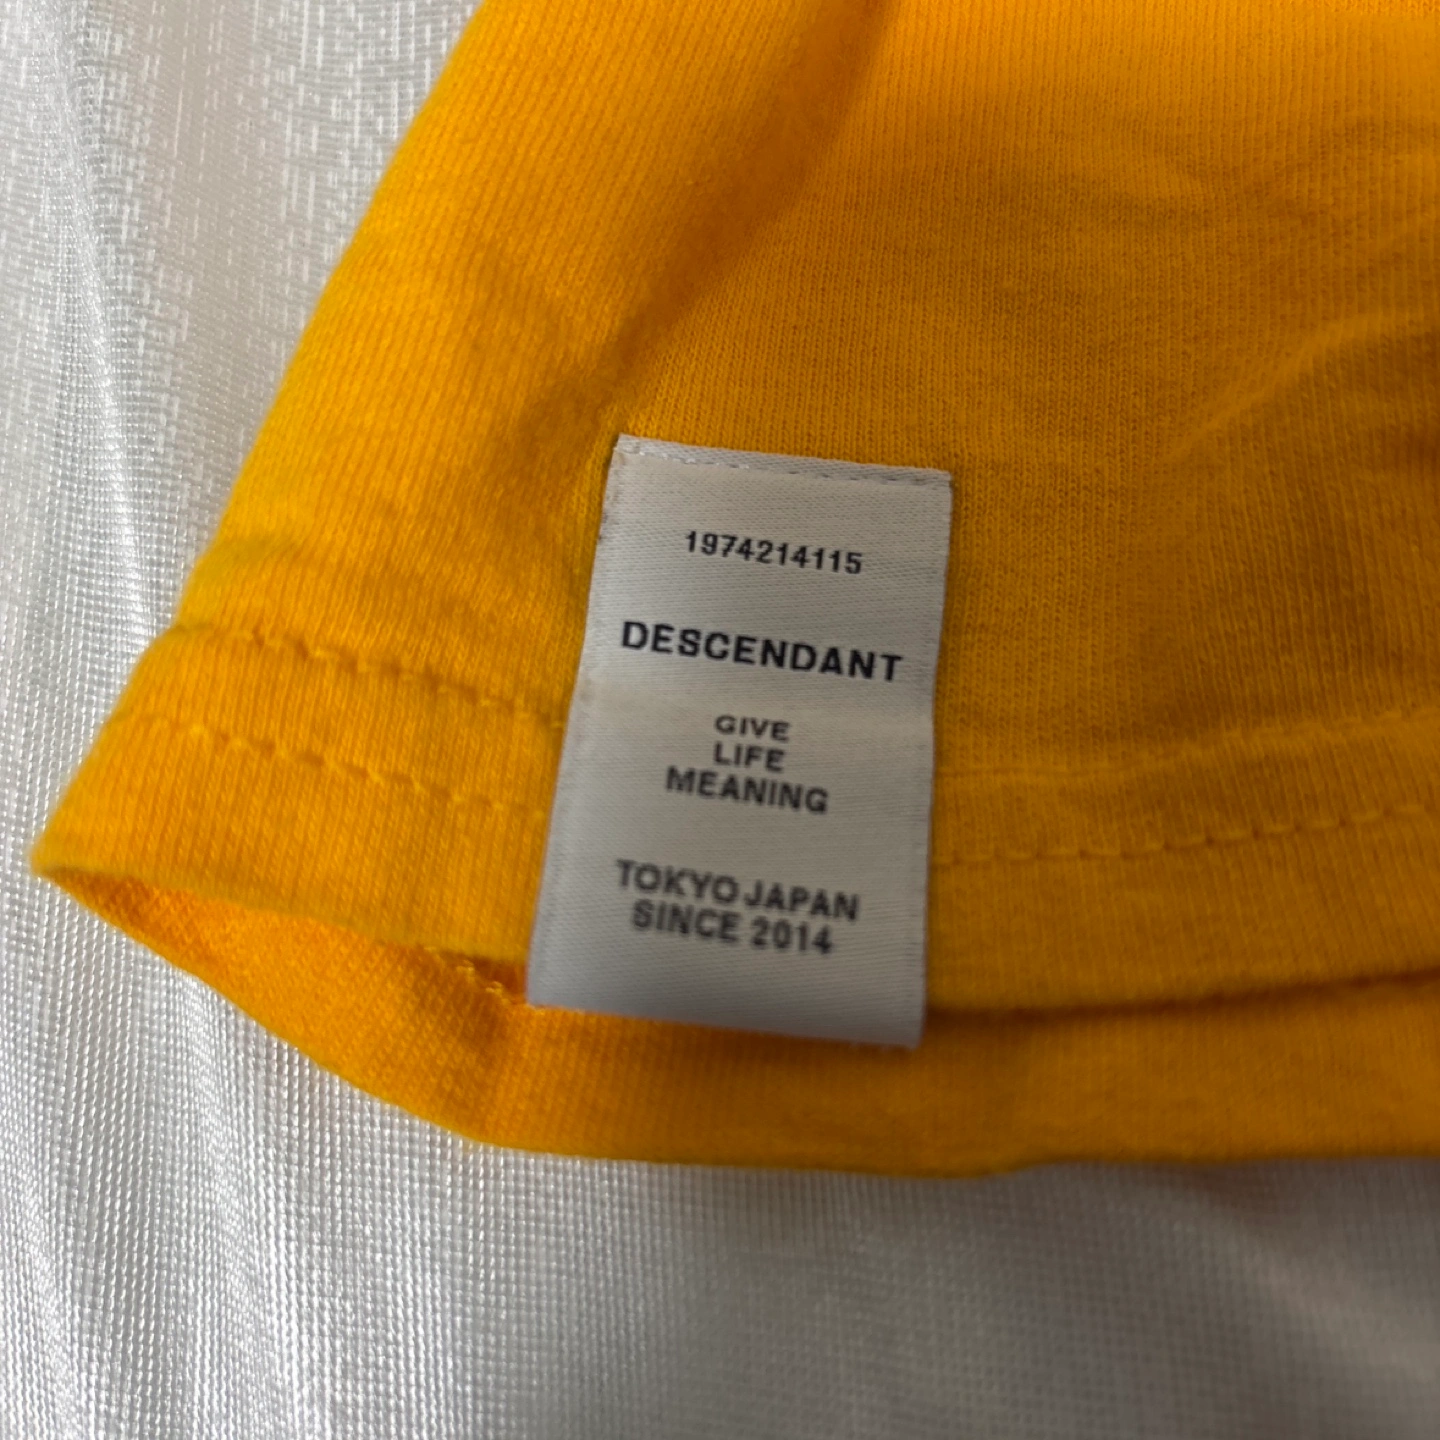 1974214115
DESCENDANT
GIVE
LIFE
MEANING
TOKYO JAPAN
SINCE 2014